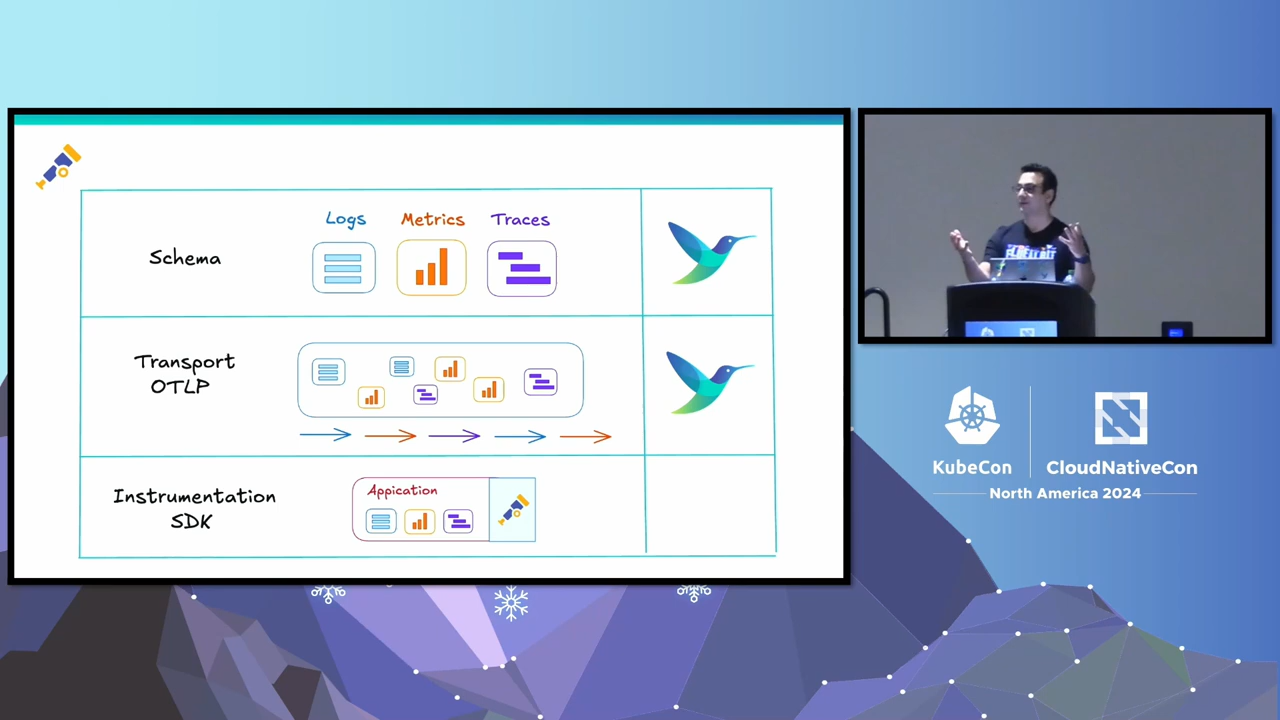 Logs Metrics Traces
Schema
Transport
OTLP
Appication
Instrumentation
SDK
KubeCon
CloudNativeCon
North America 2024